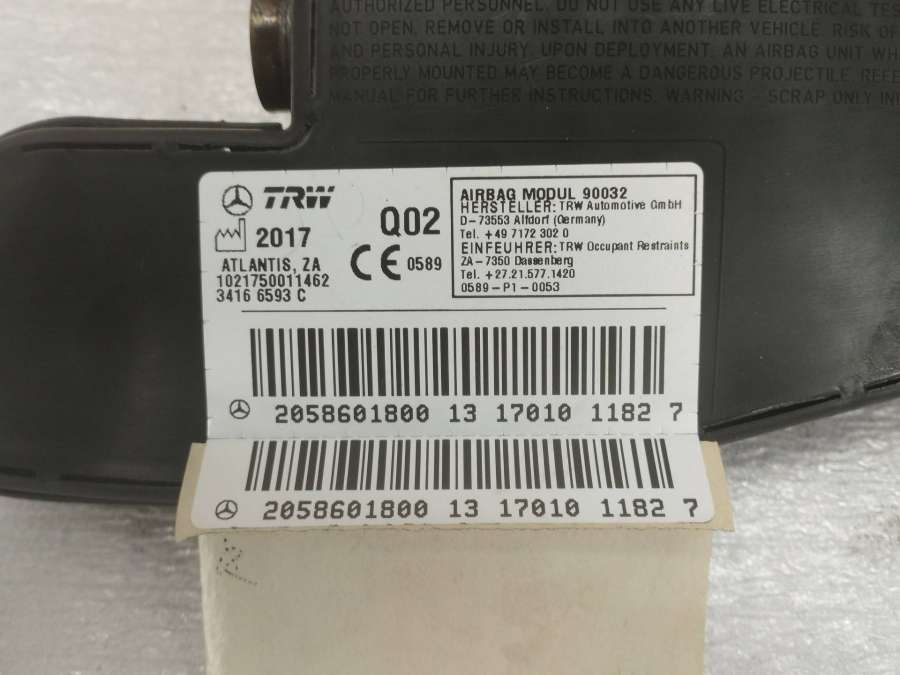 AUTHORIZED PERSONNEL. DO NOT USE ANY LIVE ELECTRICAL TES
NOT OPEN, REMOVE OR INSTALL INTO ANOTHER VEHICLE. RISK OF
AND PERSONAL INJURY. UPON DEPLOYMENT, AN AIRBAG UNIT WH
PROPERLY MOUNTED MAY BECOME A DANGEROUS PROJECTILE. REFE
MANUAL FOR FURTHER INSTRUCTIONS. WARNING - SCRAP ONLY IN
TRW
2017
Q02
ATLANTIS, ZA
1021750011462
3416 6593 C
CE 0589
AIRBAG MODUL 90032
HERSTELLER: TRW Automotive GmbH
D-73553 Alfdorf (Germany)
Tel. +49 7172 302 0
EINFEUHRER: TRW Occupant Restraints
ZA-7350 Dassenberg
Tel. +27.21.577.1420
0589-P1-0053
2058601800 13 17010 1182 7
2058601800 13 17010 1182 7